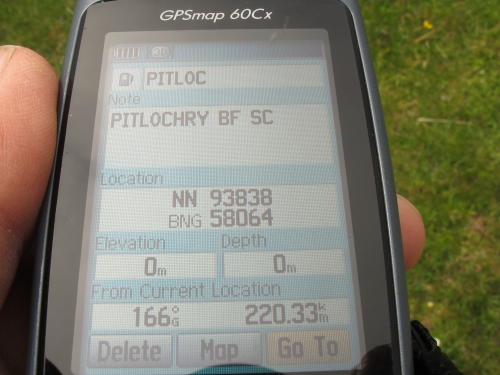 GPSmap 60Cx
3D
PITLOC
Note
PITLOCHRY BF SC
Location
NN 93838
BNG 58064
Elevation Depth
0m 0m
From Current Location
166°G 220.33km
Delete Map Go To